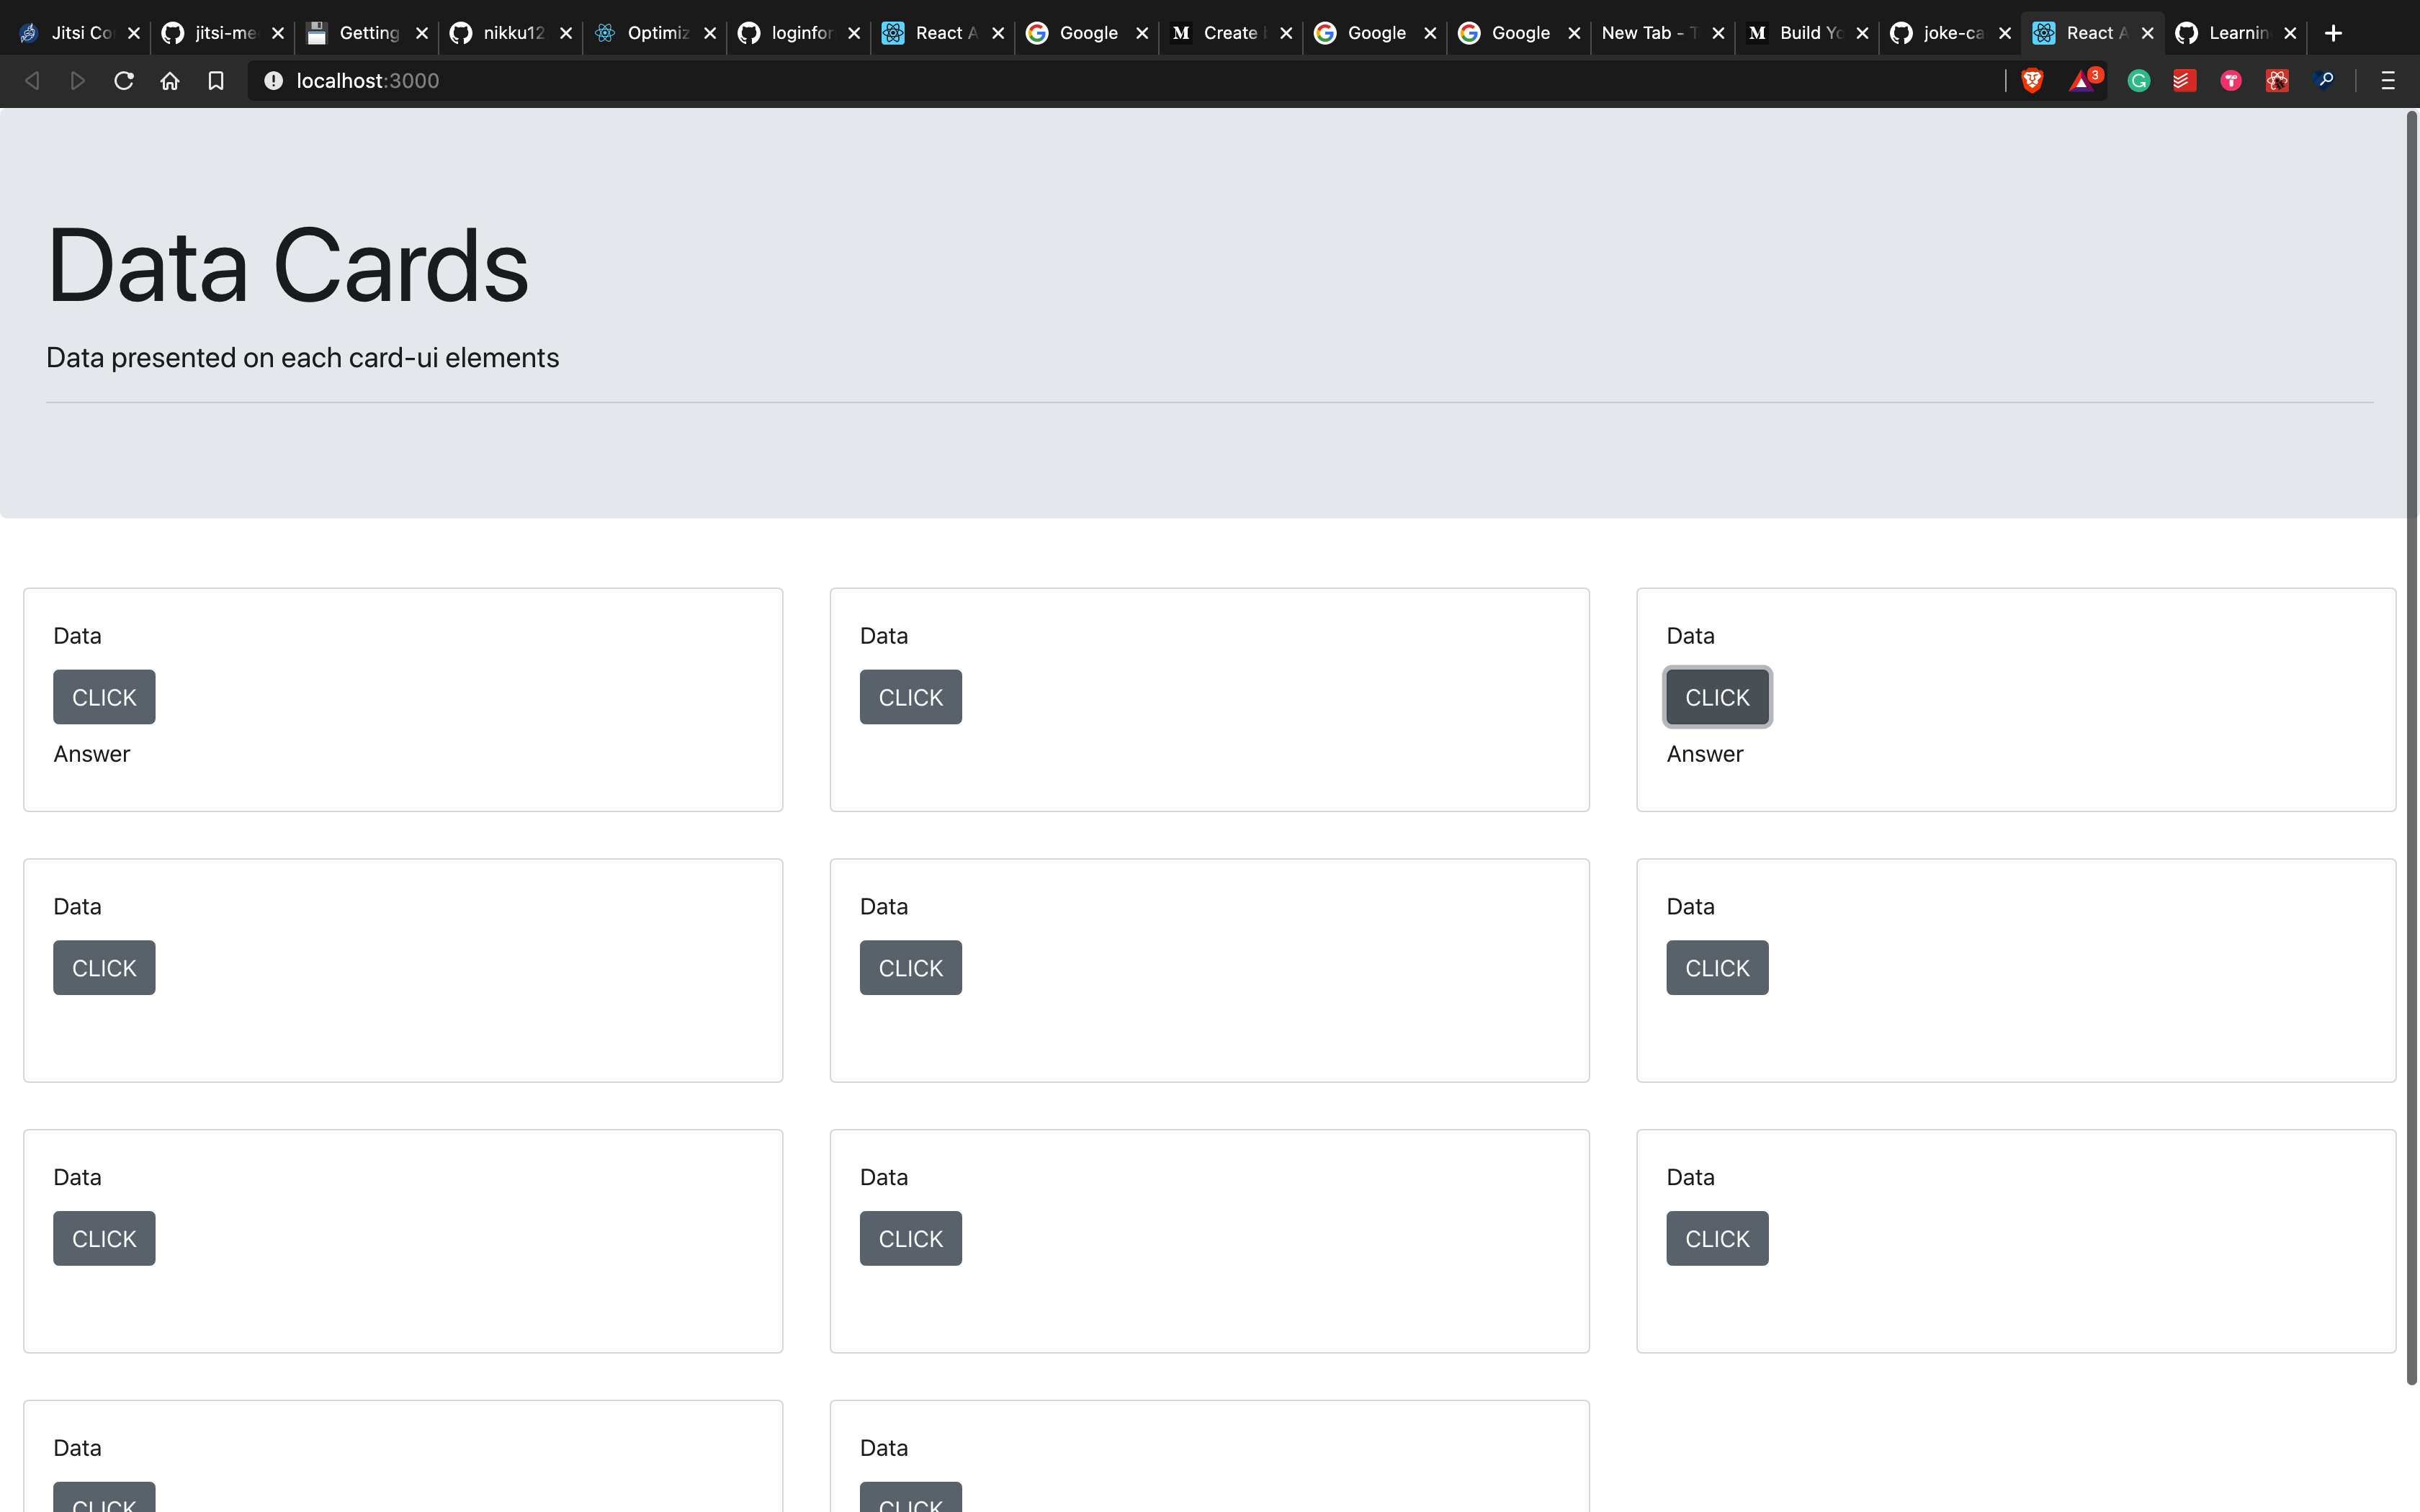 Jitsi Co jitsi-me Getting nikku12 Optimiz loginfor React A Google Create Google Google New Tab - T Build Yo joke-ca React A Learnin
localhost:3000 3
Data Cards
Data presented on each card-ui elements
Data Data Data
CLICK CLICK CLICK
Answer Answer
Data Data Data
CLICK CLICK CLICK
Data Data Data
CLICK CLICK CLICK
Data Data
CLICK CLICK